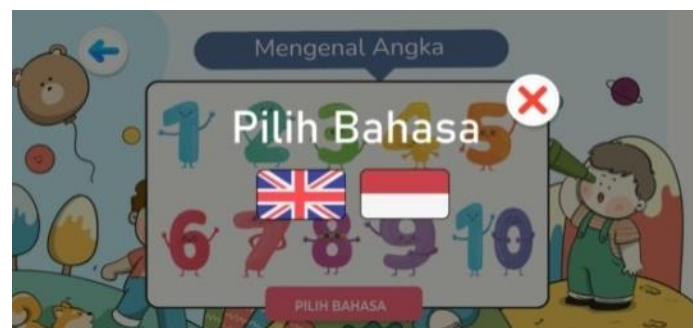 Mengenal Angka
1 2 3 4 5
Pilih Bahasa
6 7 8 9 10
PILIH BAHASA